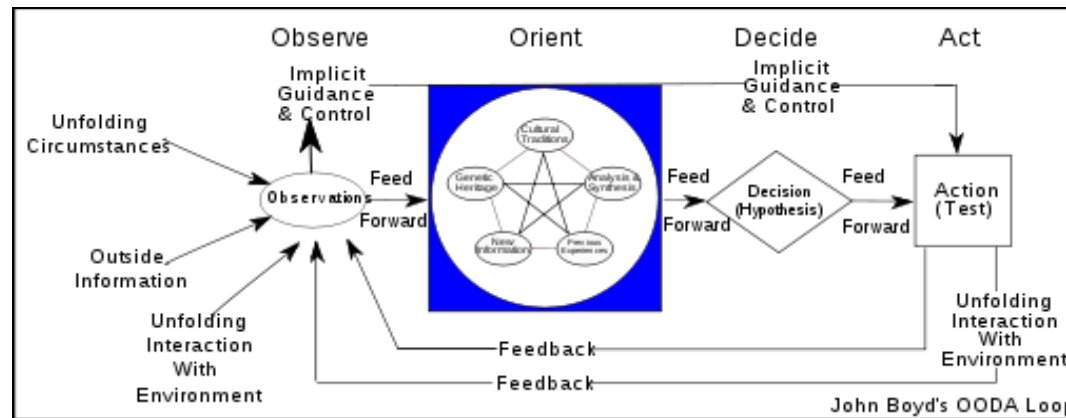 Observe
Orient
Decide
Act
Implicit
Guidance
& Control
Implicit
Guidance
& Control
Unfolding
Circumstances
Observations
Feed
Forward
Cultural
Traditions
Genetic
Heritage
Analysis &
Synthesis
New
Information
Previous
Experiences
Feed
Forward
Decision
(Hypothesis)
Feed
Forward
Action
(Test)
Outside
Information
Unfolding
Interaction
With
Environment
Feedback
Feedback
Unfolding
Interaction
With
Environment
John Boyd's OODA Loop